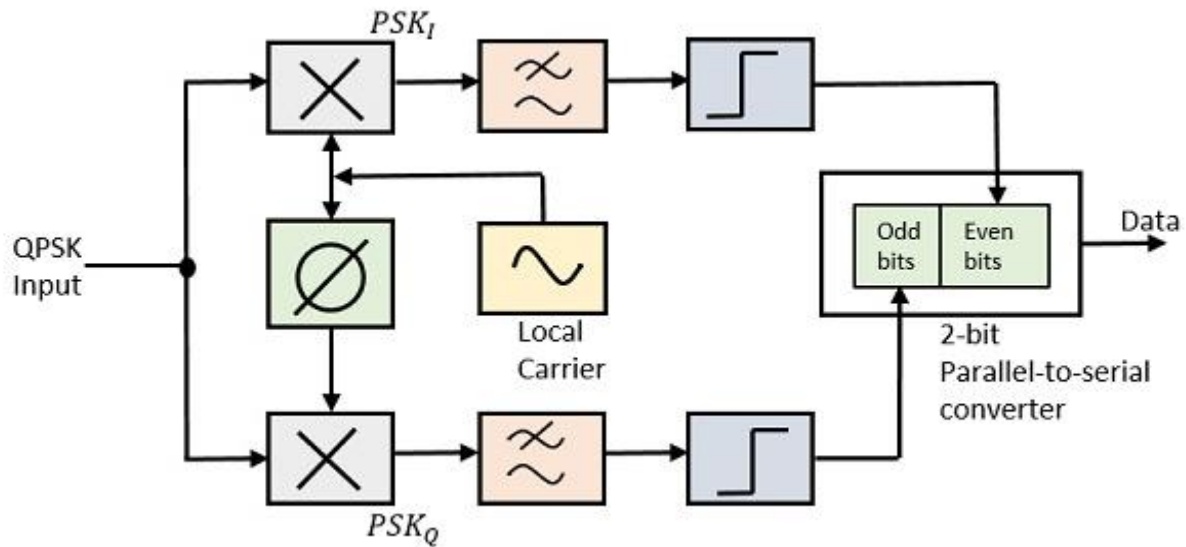 PSK_I
QPSK
Input
Local
Carrier
Odd
bits
Even
bits
Data
2-bit
Parallel-to-serial
converter
PSK_Q